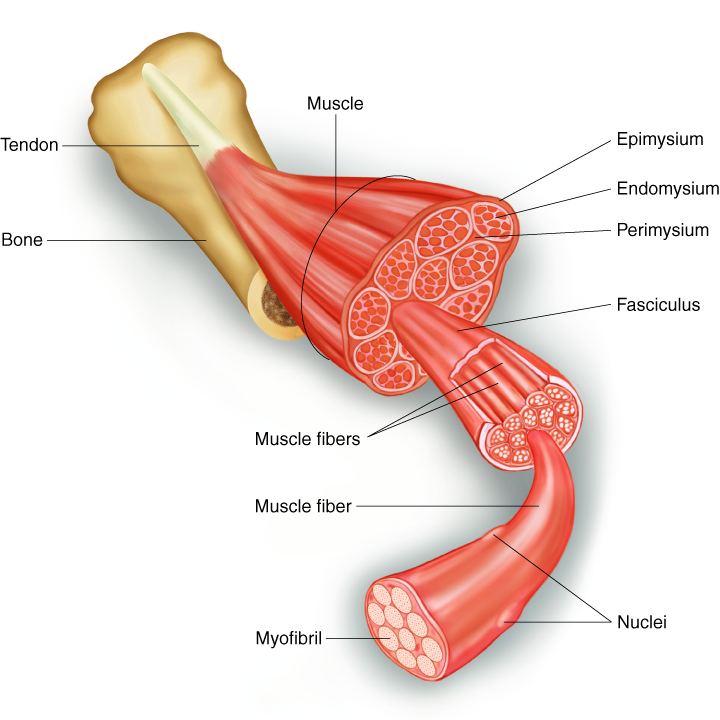 Muscle
Tendon
Epimysium
Endomysium
Perimysium
Bone
Fasciculus
Muscle fibers
Muscle fiber
Nuclei
Myofibril